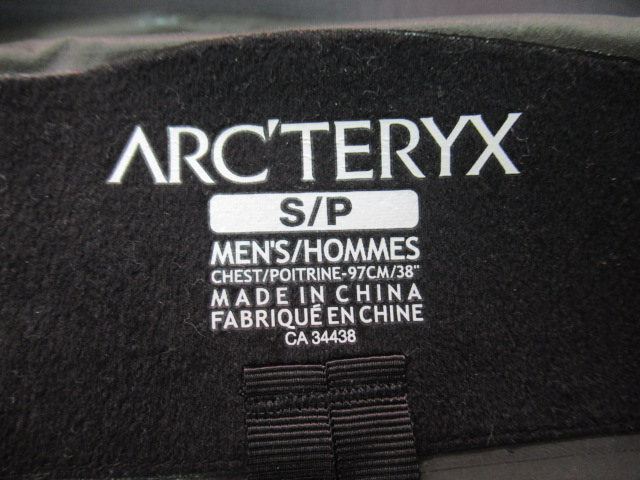 ARC'TERYX
S/P
MEN'S/HOMMES
CHEST/POITRINE-97CM/38"
MADE IN CHINA
FABRIQUÉ EN CHINE
CA 34438